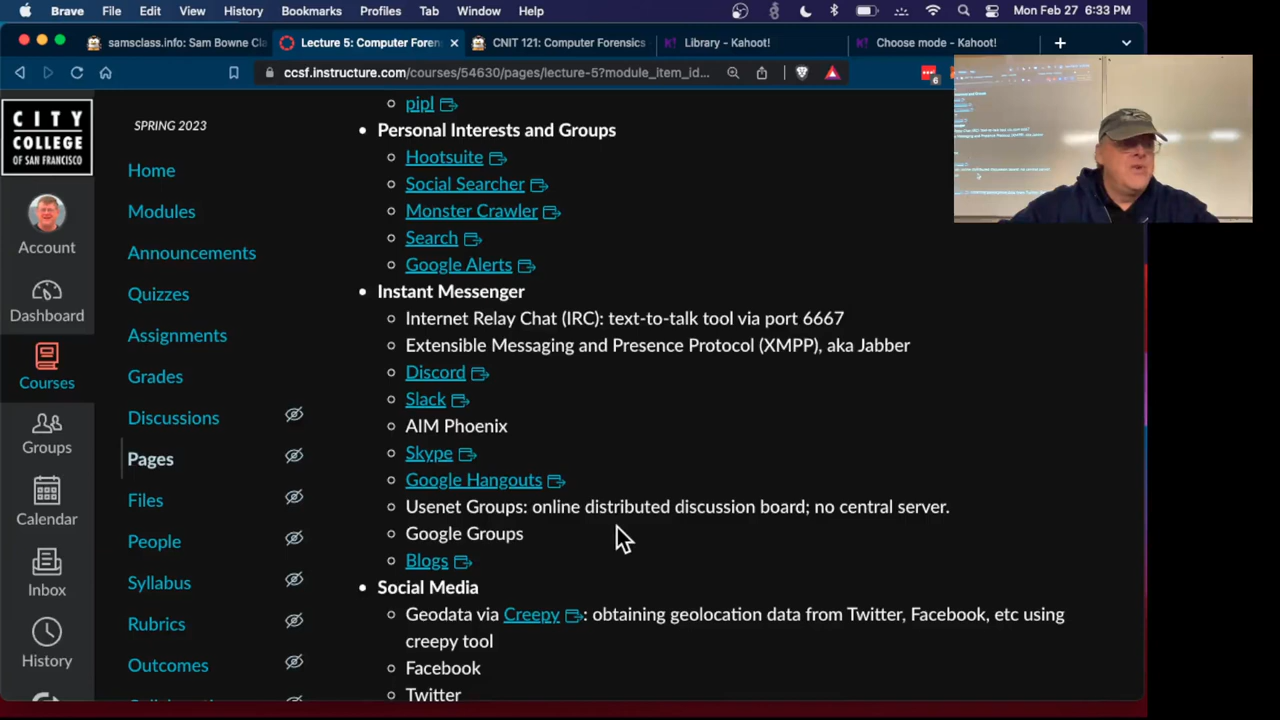 Brave File Edit View History Bookmarks Profiles Tab Window Help Mon Feb 27 6:33 PM
samsclass.info: Sam Bowne Cla Lecture 5: Computer Foren CNIT 121: Computer Forensics Library - Kahoot! Choose mode - Kahoot!
ccsf.instructure.com/courses/54630/pages/lecture-5?module_item_id...
6
CITY
COLLEGE
OF SAN FRANCISCO
Account
Dashboard
Courses
Groups
Calendar
Inbox
History
SPRING 2023
Home
Modules
Announcements
Quizzes
Assignments
Grades
Discussions
Pages
Files
People
Syllabus
Rubrics
Outcomes
pipl
Personal Interests and Groups
Hootsuite
Social Searcher
Monster Crawler
Search
Google Alerts
Instant Messenger
Internet Relay Chat (IRC): text-to-talk tool via port 6667
Extensible Messaging and Presence Protocol (XMPP), aka Jabber
Discord
Slack
AIM Phoenix
Skype
Google Hangouts
Usenet Groups: online distributed discussion board; no central server.
Google Groups
Blogs
Social Media
Geodata via Creepy : obtaining geolocation data from Twitter, Facebook, etc using
creepy tool
Facebook
Twitter